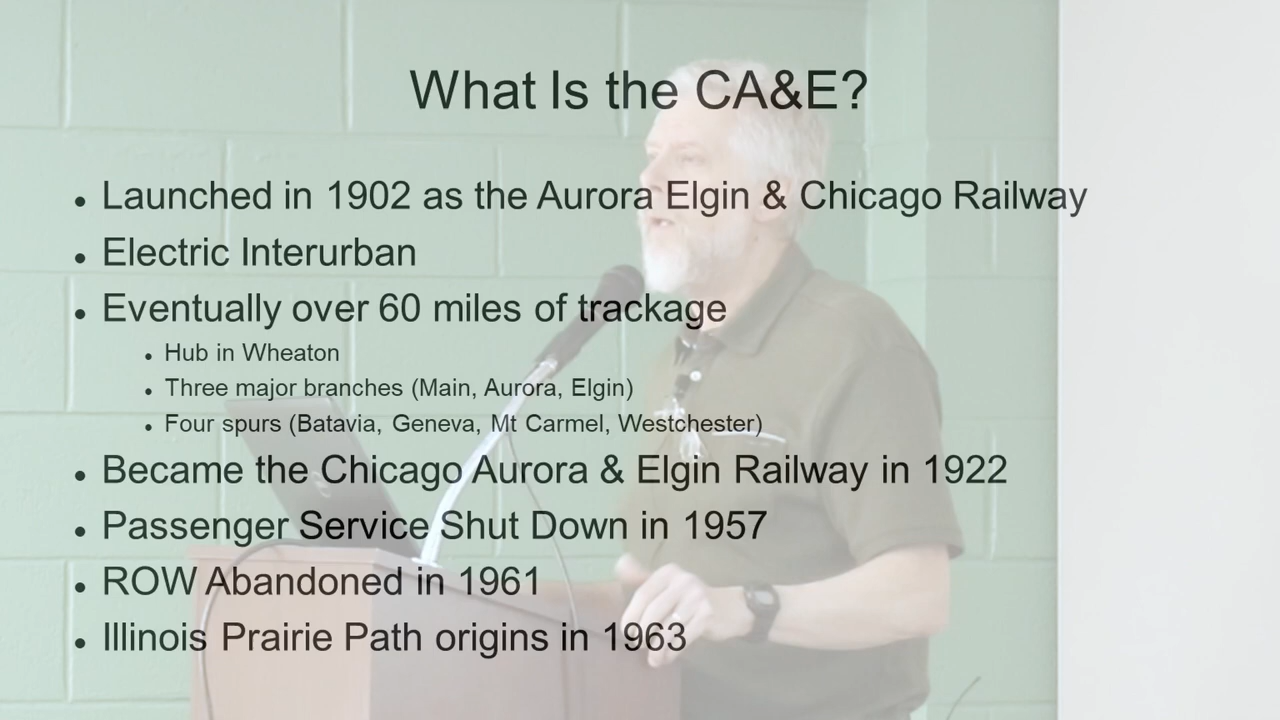 What Is the CA&E?
• Launched in 1902 as the Aurora Elgin & Chicago Railway
• Electric Interurban
• Eventually over 60 miles of trackage
• Hub in Wheaton
• Three major branches (Main, Aurora, Elgin)
• Four spurs (Batavia, Geneva, Mt Carmel, Westchester)
• Became the Chicago Aurora & Elgin Railway in 1922
• Passenger Service Shut Down in 1957
• ROW Abandoned in 1961
• Illinois Prairie Path origins in 1963